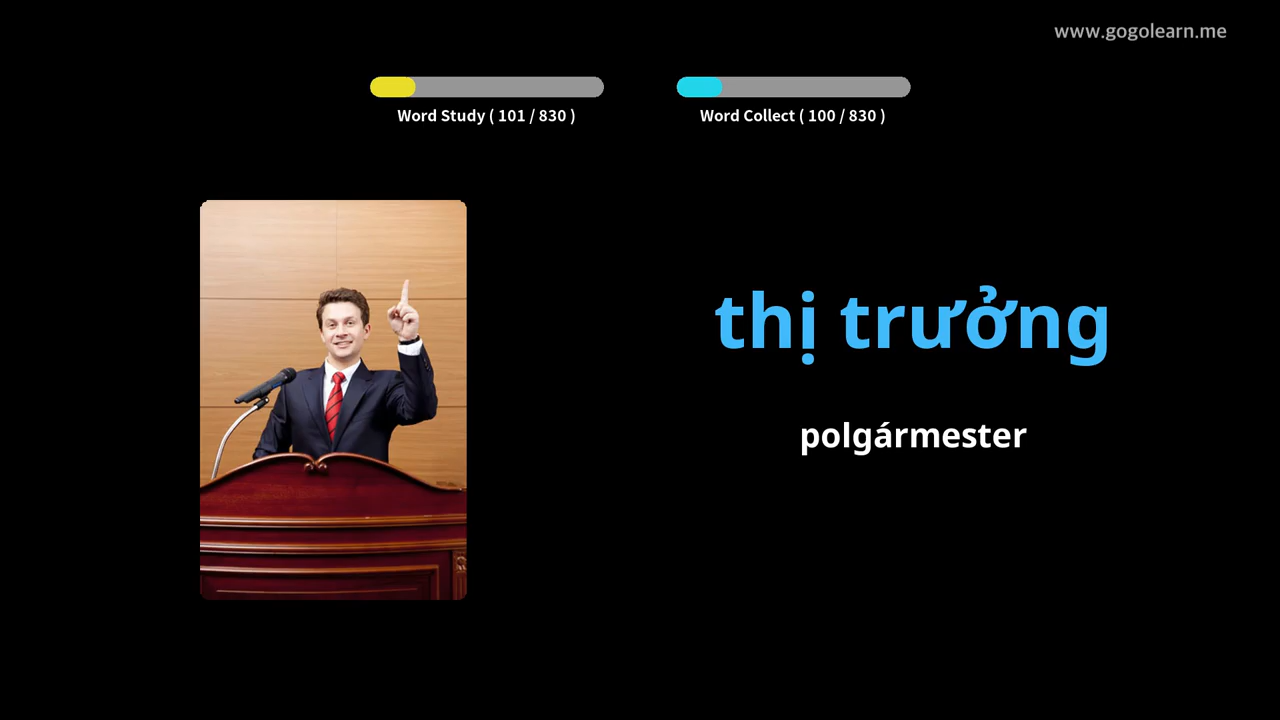 www.gogolearn.me
Word Study ( 101 / 830 )
Word Collect ( 100 / 830 )
thị trưởng
polgármester